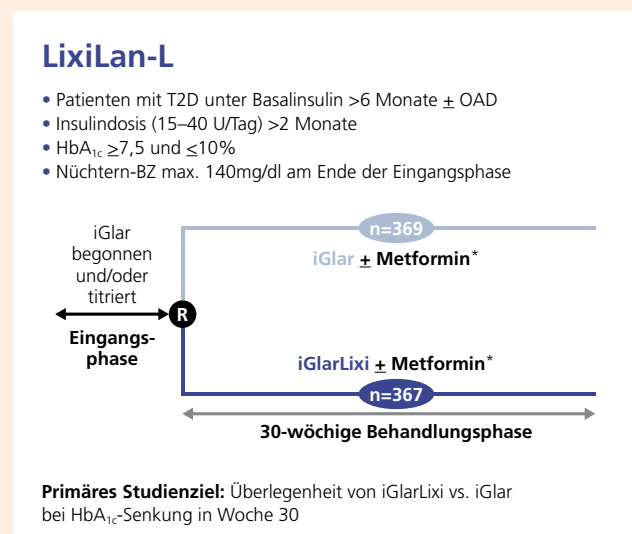 LixiLan-L
• Patienten mit T2D unter Basalinsulin >6 Monate ± OAD
• Insulindosis (15–40 U/Tag) >2 Monate
• HbA1c ≥7,5 und ≤10%
• Nüchtern-BZ max. 140mg/dl am Ende der Eingangsphase
iGlar
begonnen
und/oder
titriert
Eingangs-
phase
R
n=369
iGlar ± Metformin*
iGlarLixi ± Metformin*
n=367
30-wöchige Behandlungsphase
Primäres Studienziel: Überlegenheit von iGlarLixi vs. iGlar
bei HbA1c-Senkung in Woche 30